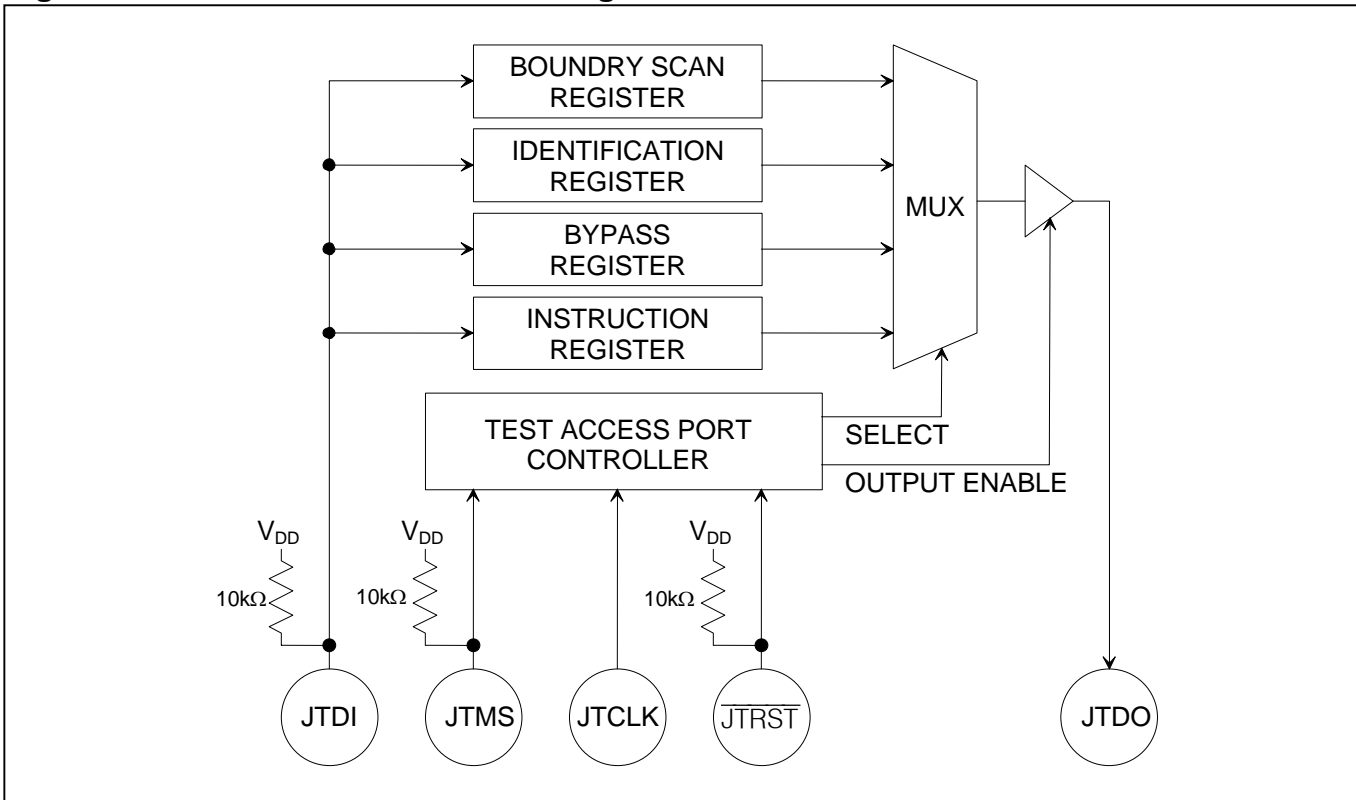 BOUNDRY SCAN
REGISTER
IDENTIFICATION
REGISTER
BYPASS
REGISTER
INSTRUCTION
REGISTER
MUX
TEST ACCESS PORT
CONTROLLER
SELECT
OUTPUT ENABLE
VDD
10kΩ
VDD
10kΩ
VDD
10kΩ
JTDI
JTMS
JTCLK
JTRST
JTDO